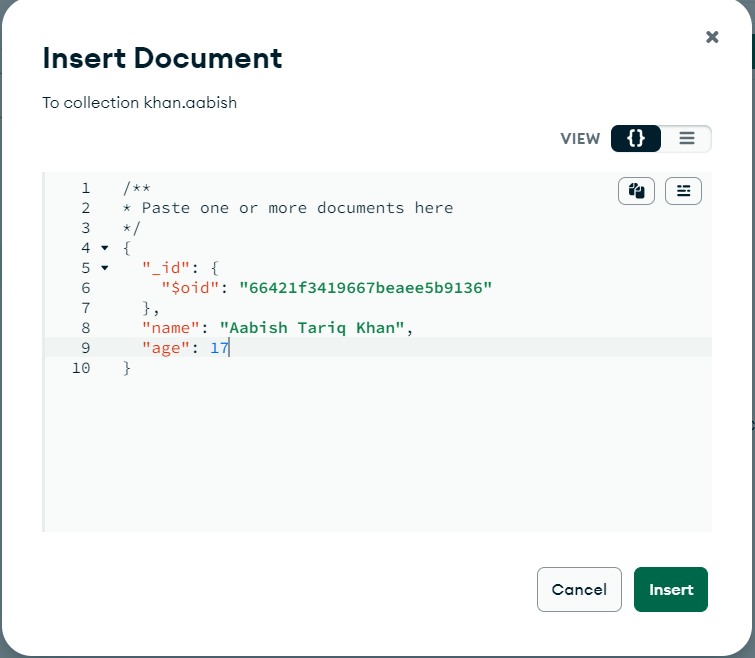 Insert Document
To collection khan.aabish
VIEW {}
1 /**
2 * Paste one or more documents here
3 */
4 {
5 "_id": {
6 "$oid": "66421f3419667beaee5b9136"
7 },
8 "name": "Aabish Tariq Khan",
9 "age": 17
10 }
Cancel Insert